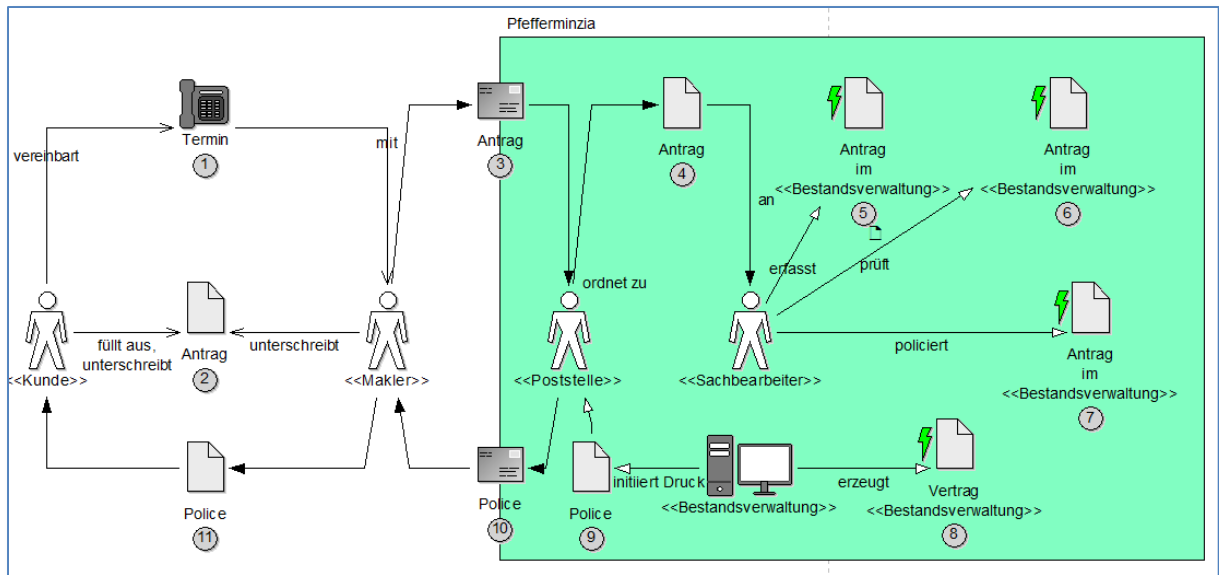 Pfefferminzia
vereinbart
Termin
1
mit
Antrag
3
Antrag
4
an
Antrag
im
<<Bestandsverwaltung>>
5
Antrag
im
<<Bestandsverwaltung>>
6
erfasst
prüft
ordnet zu
füllt aus,
unterschreibt
Antrag
2
unterschreibt
policiert
Antrag
im
<<Bestandsverwaltung>>
7
<<Kunde>>
<<Makler>>
<<Poststelle>>
<<Sachbearbeiter>>
Police
11
Police
10
Police
9
initiiert Druck
<<Bestandsverwaltung>>
erzeugt
Vertrag
<<Bestandsverwaltung>>
8